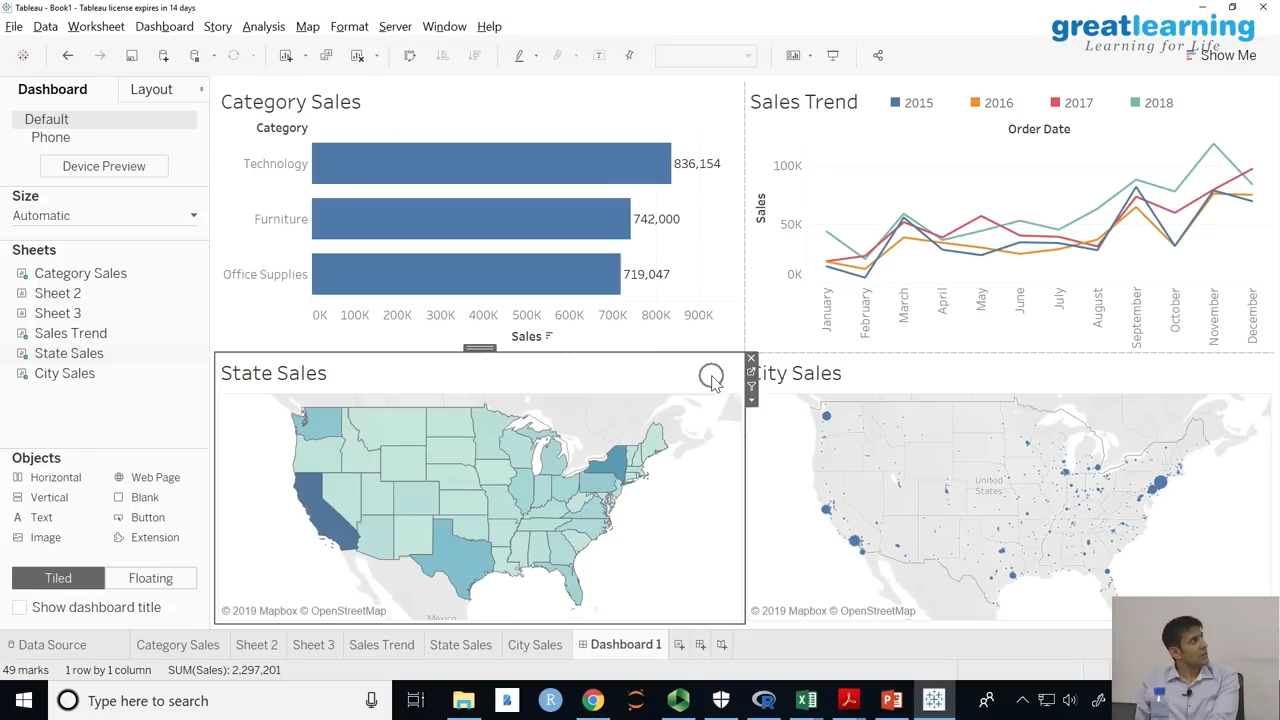 Tableau - Book1 - Tableau license expires in 14 days
File Data Worksheet Dashboard Story Analysis Map Format Server Window Help
greatlearning
Learning for Life
Show Me
Dashboard Layout
Default
Phone
Device Preview
Size
Automatic
Sheets
Category Sales
Sheet 2
Sheet 3
Sales Trend
State Sales
City Sales
Objects
Horizontal Web Page
Vertical Blank
Text Button
Image Extension
Tiled Floating
Show dashboard title
Category Sales
Category
Technology 836,154
Furniture 742,000
Office Supplies 719,047
0K 100K 200K 300K 400K 500K 600K 700K 800K 900K
Sales
Sales Trend 2015 2016 2017 2018
Order Date
100K
50K
0K
Sales
January February March April May June July August September October November December
State Sales
Mexico
© 2019 Mapbox © OpenStreetMap
City Sales
United
States
© 2019 Mapbox © OpenStreetMap
Data Source Category Sales Sheet 2 Sheet 3 Sales Trend State Sales City Sales Dashboard 1
49 marks 1 row by 1 column SUM(Sales): 2,297,201
Type here to search